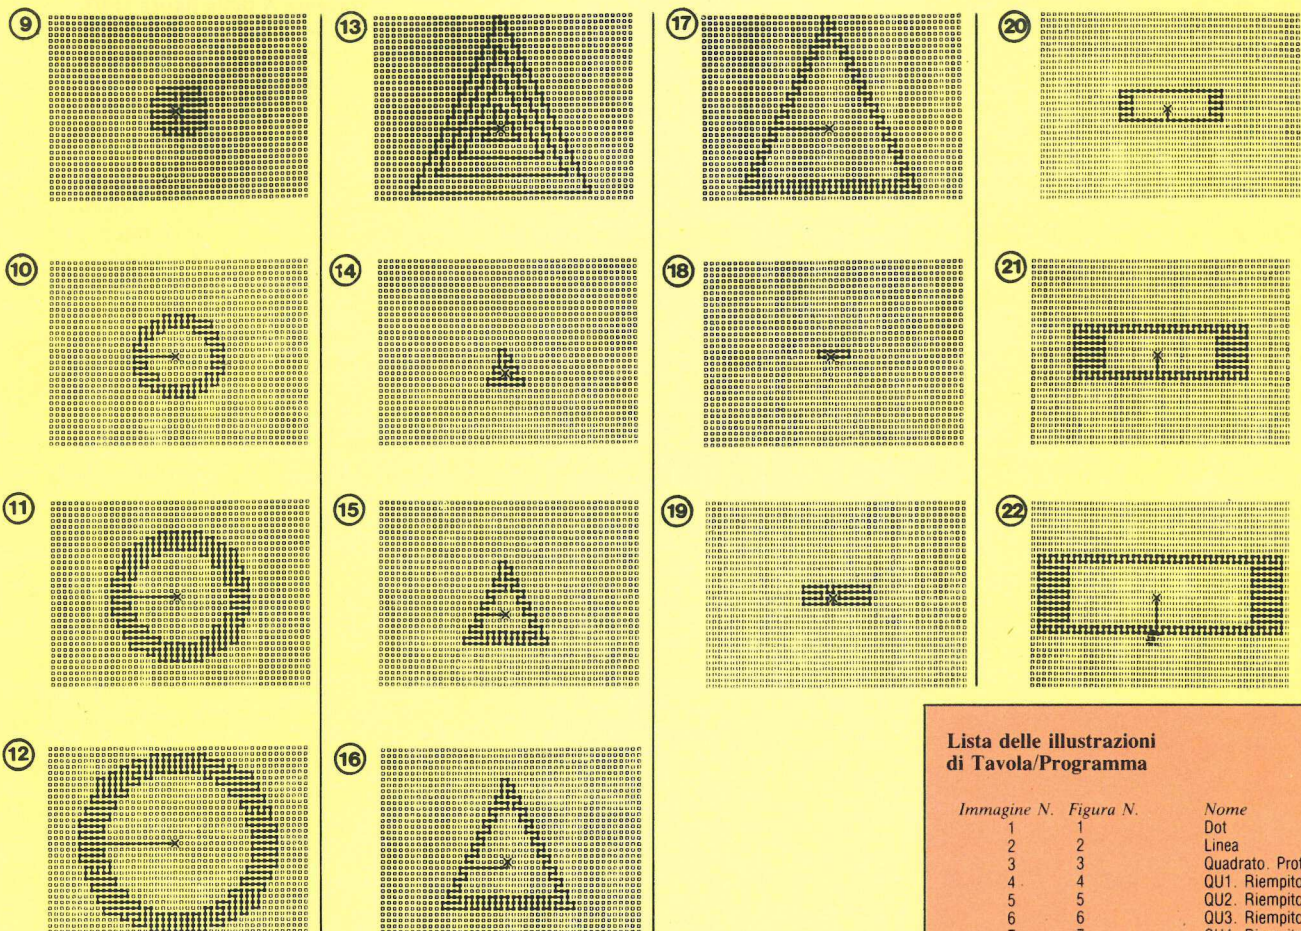 9
13
17
20
10
14
18
21
11
15
19
22
12
16
Lista delle illustrazioni
di Tavola/Programma
Immagine N. Figura N. Nome
1 1 Dot
2 2 Linea
3 3 Quadrato. Prot
4 4 QU1. Riempito
5 5 QU2. Riempito
6 6 QU3. Riempito